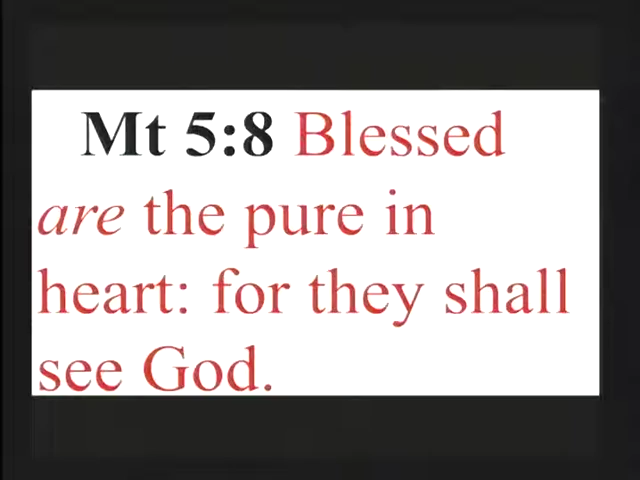 Mt 5:8 Blessed
are the pure in
heart: for they shall
see God.